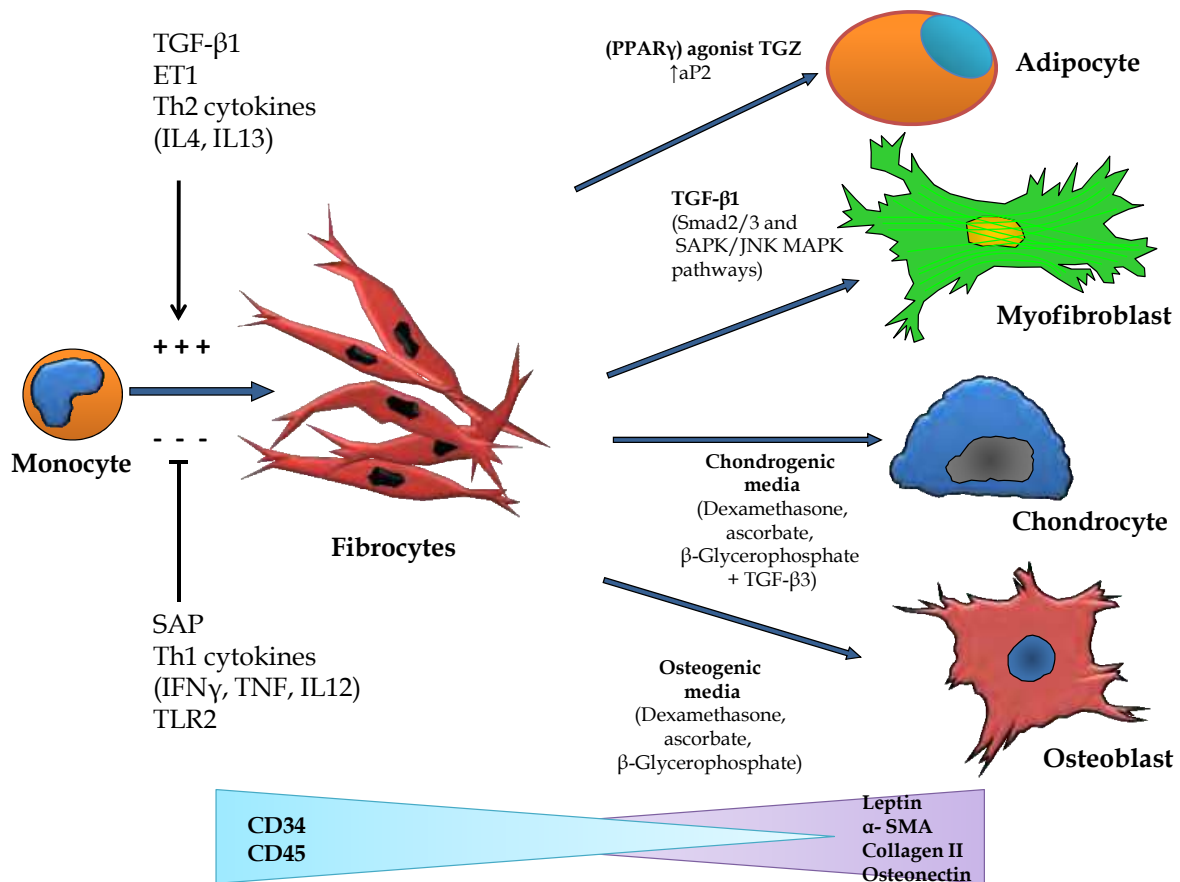 TGF-β1
ET1
Th2 cytokines
(IL4, IL13)
+ + +
- - -
Monocyte
SAP
Th1 cytokines
(IFNγ, TNF, IL12)
TLR2
Fibrocytes
(PPARγ) agonist TGZ
↑aP2
Adipocyte
TGF-β1
(Smad2/3 and
SAPK/JNK MAPK
pathways)
Myofibroblast
Chondrogenic
media
(Dexamethasone,
ascorbate,
β-Glycerophosphate
+ TGF-β3)
Chondrocyte
Osteogenic
media
(Dexamethasone,
ascorbate,
β-Glycerophosphate)
Osteoblast
CD34
CD45
Leptin
α- SMA
Collagen II
Osteonectin